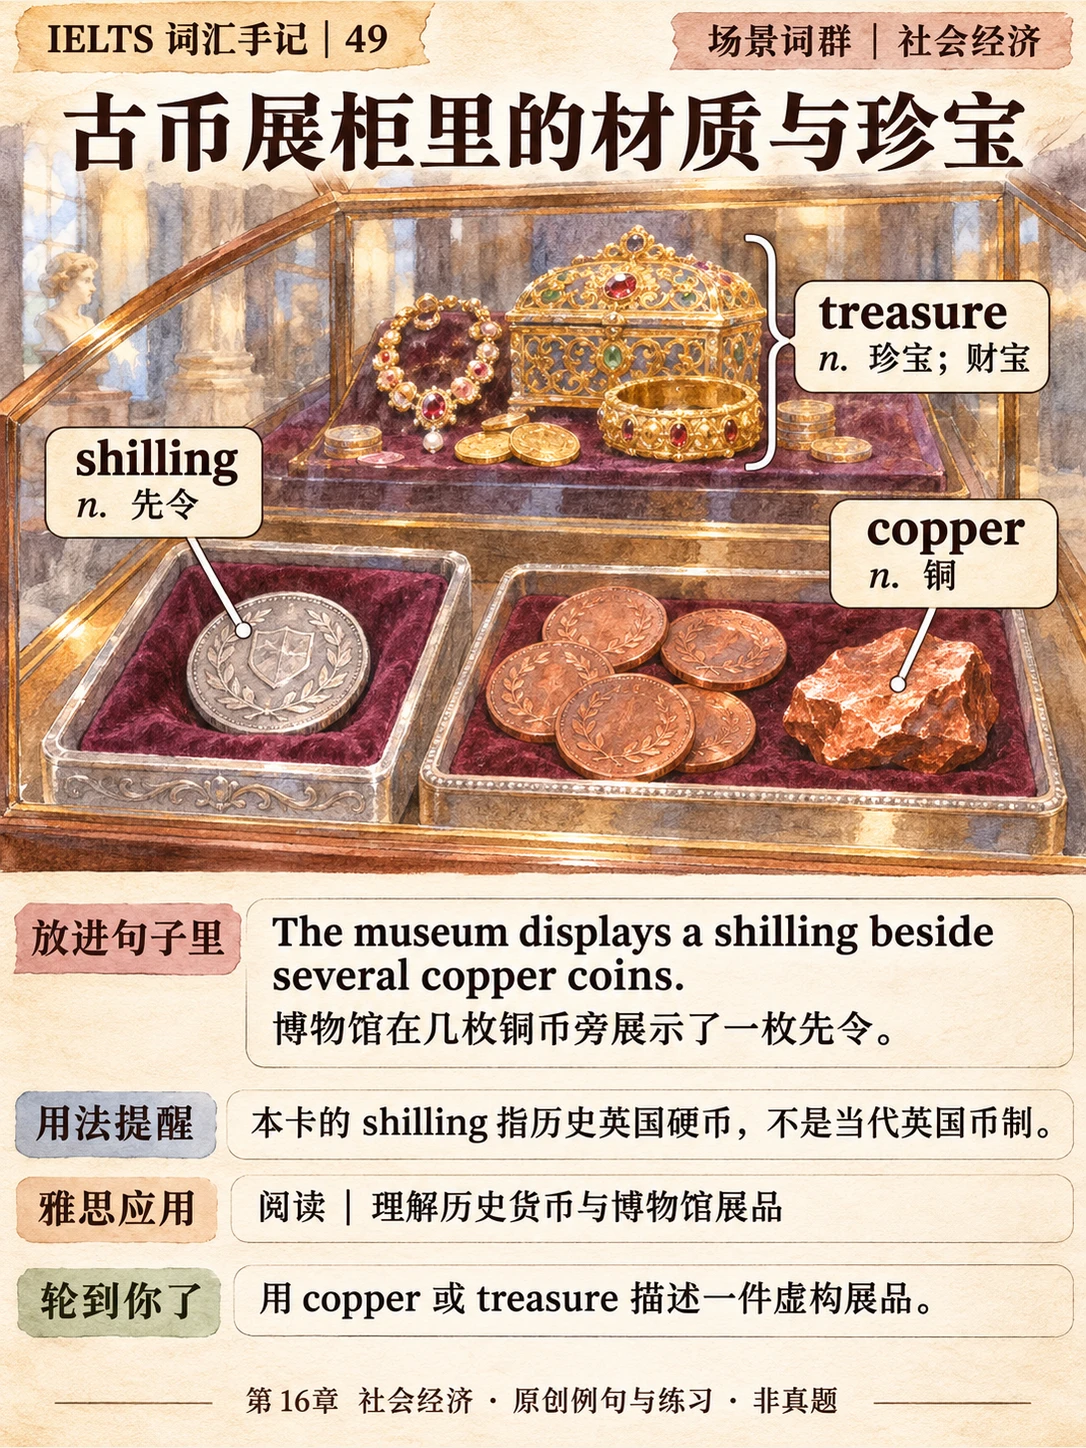 IELTS 词汇手记 | 49
场景词群 | 社会经济
古币展柜里的材质与珍宝
treasure
n. 珍宝；财宝
shilling
n. 先令
copper
n. 铜
放进句子里
The museum displays a shilling beside
several copper coins.
博物馆在几枚铜币旁展示了一枚先令。
用法提醒
本卡的 shilling 指历史英国硬币，不是当代英国币制。
雅思应用
阅读 | 理解历史货币与博物馆展品
轮到你了
用 copper 或 treasure 描述一件虚构展品。
第 16章 社会经济 · 原创例句与练习 · 非真题